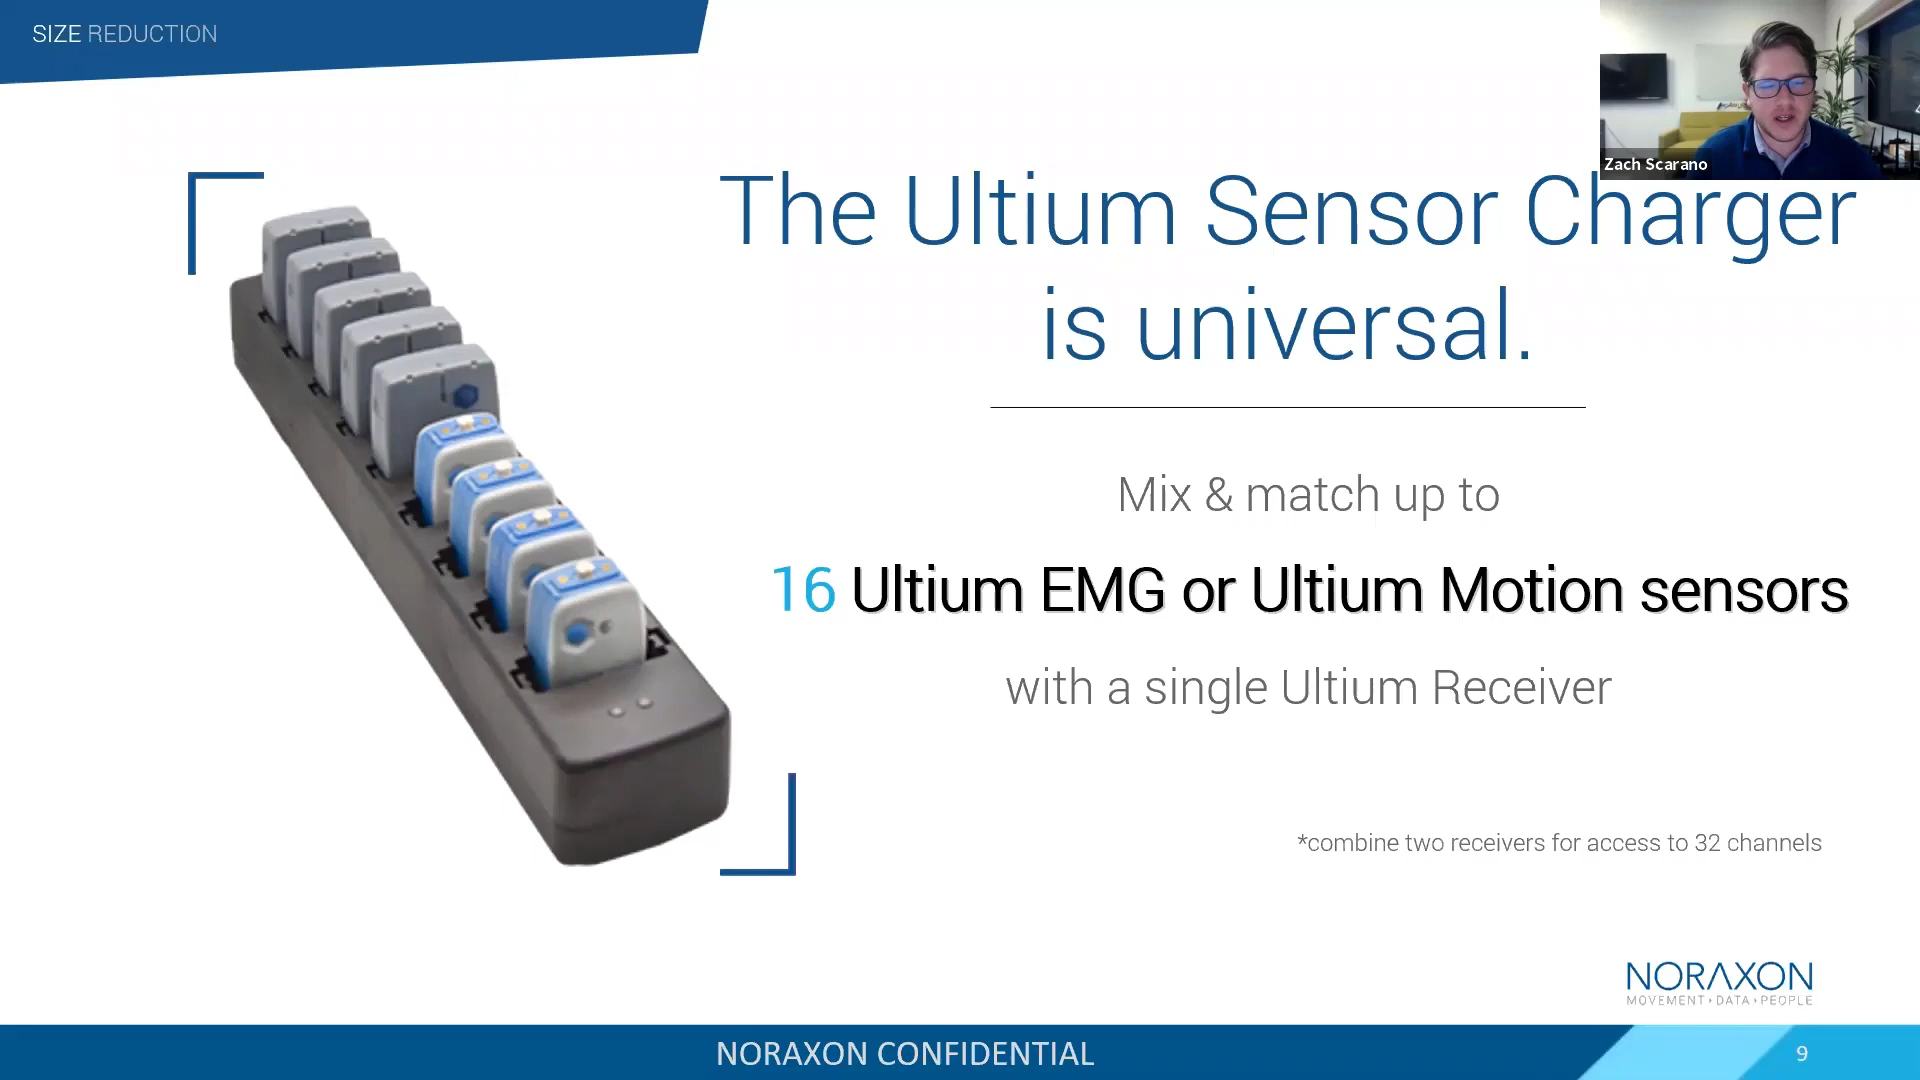 SIZE REDUCTION
Zach Scarano
The Ultium Sensor Charger
is universal.
Mix & match up to
16 Ultium EMG or Ultium Motion sensors
with a single Ultium Receiver
*combine two receivers for access to 32 channels
NORAXON
MOVEMENT • DATA • PEOPLE
NORAXON CONFIDENTIAL
9